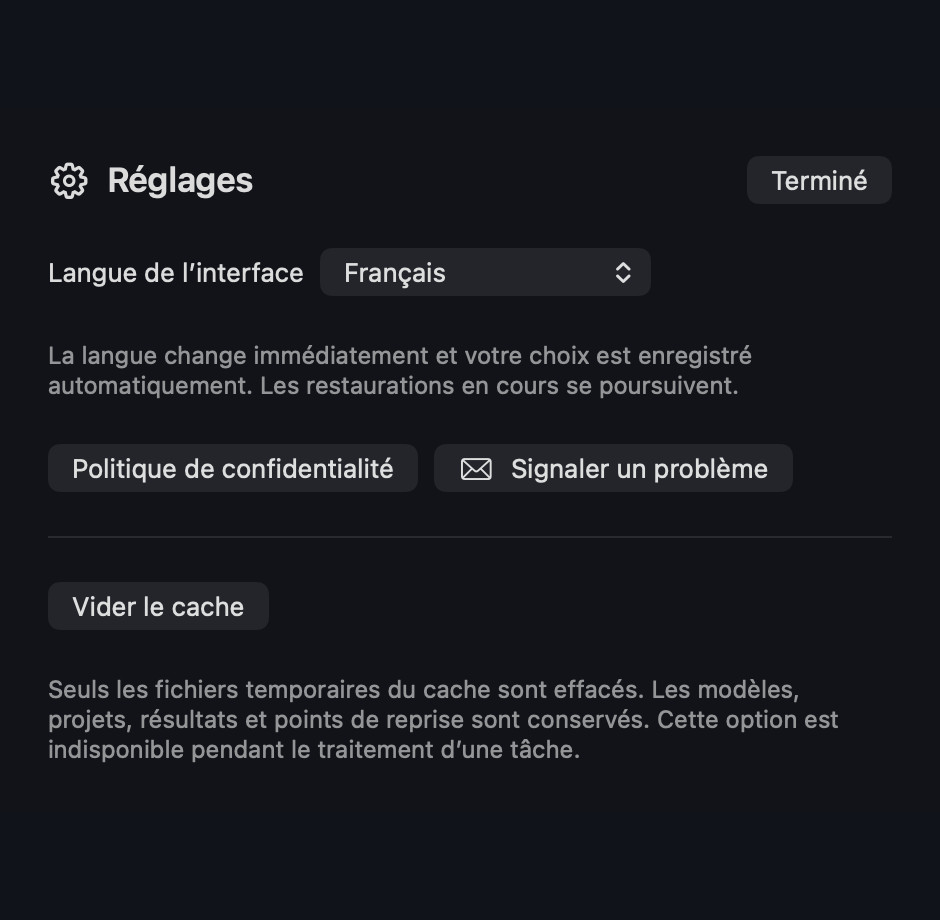 Réglages
Terminé
Langue de l’interface
Français
La langue change immédiatement et votre choix est enregistré
automatiquement. Les restaurations en cours se poursuivent.
Politique de confidentialité
Signaler un problème
Vider le cache
Seuls les fichiers temporaires du cache sont effacés. Les modèles,
projets, résultats et points de reprise sont conservés. Cette option est
indisponible pendant le traitement d’une tâche.